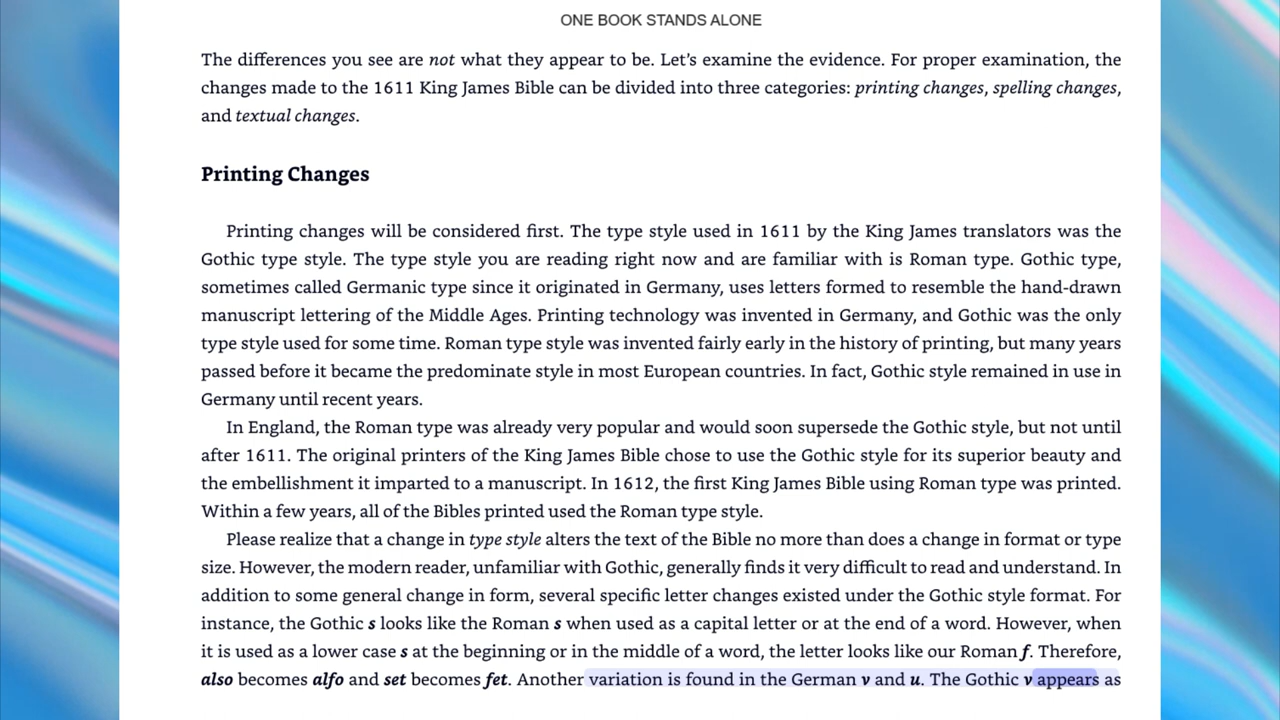 ONE BOOK STANDS ALONE
The differences you see are not what they appear to be. Let’s examine the evidence. For proper examination, the
changes made to the 1611 King James Bible can be divided into three categories: printing changes, spelling changes,
and textual changes.
Printing Changes
Printing changes will be considered first. The type style used in 1611 by the King James translators was the
Gothic type style. The type style you are reading right now and are familiar with is Roman type. Gothic type,
sometimes called Germanic type since it originated in Germany, uses letters formed to resemble the hand-drawn
manuscript lettering of the Middle Ages. Printing technology was invented in Germany, and Gothic was the only
type style used for some time. Roman type style was invented fairly early in the history of printing, but many years
passed before it became the predominate style in most European countries. In fact, Gothic style remained in use in
Germany until recent years.
In England, the Roman type was already very popular and would soon supersede the Gothic style, but not until
after 1611. The original printers of the King James Bible chose to use the Gothic style for its superior beauty and
the embellishment it imparted to a manuscript. In 1612, the first King James Bible using Roman type was printed.
Within a few years, all of the Bibles printed used the Roman type style.
Please realize that a change in type style alters the text of the Bible no more than does a change in format or type
size. However, the modern reader, unfamiliar with Gothic, generally finds it very difficult to read and understand. In
addition to some general change in form, several specific letter changes existed under the Gothic style format. For
instance, the Gothic s looks like the Roman s when used as a capital letter or at the end of a word. However, when
it is used as a lower case s at the beginning or in the middle of a word, the letter looks like our Roman f. Therefore,
also becomes alfo and set becomes fet. Another variation is found in the German v and u. The Gothic v appears as